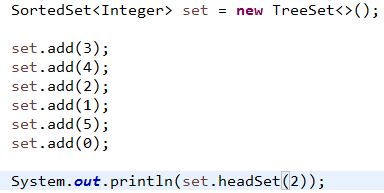 SortedSet<Integer> set = new TreeSet<>();
set.add(3);
set.add(4);
set.add(2);
set.add(1);
set.add(5);
set.add(0);
System.out.println(set.headSet(2));